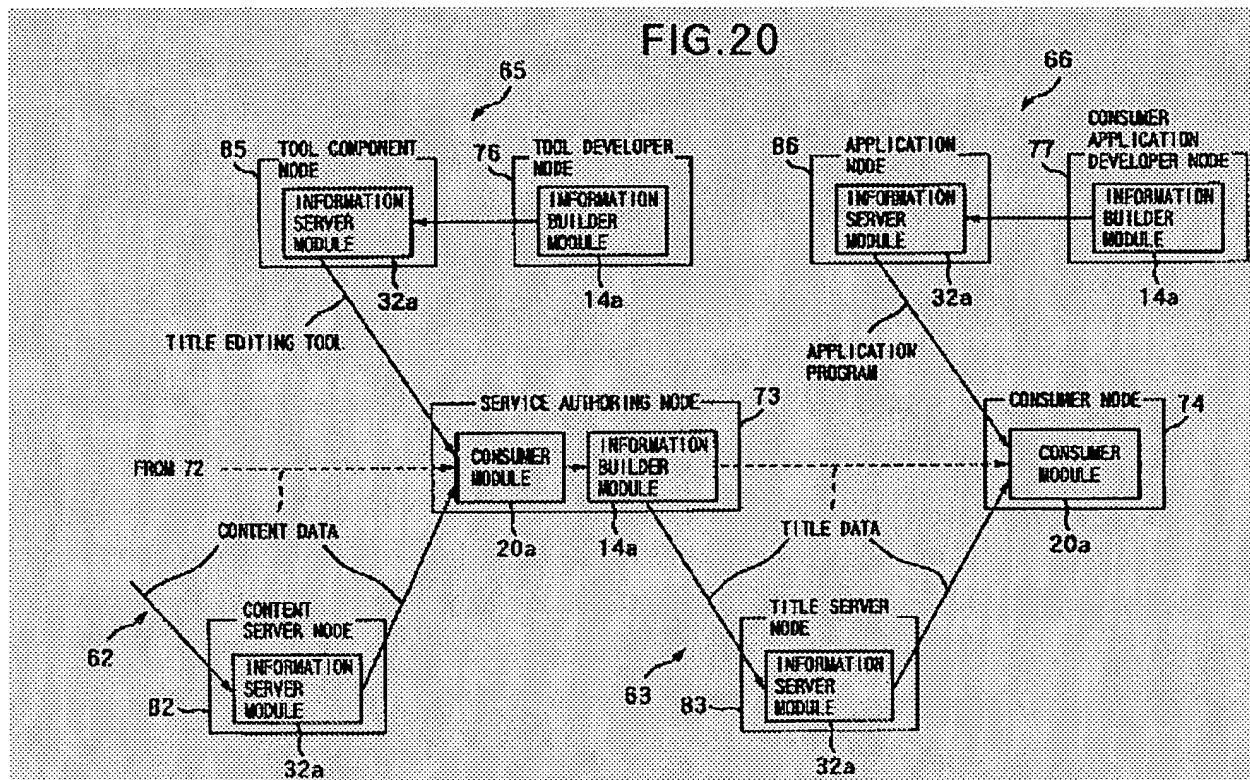 FIG.20
65
66
85
TOOL COMPONENT
NODE
INFORMATION
SERVER
MODULE
32a
76
TOOL DEVELOPER
NODE
INFORMATION
BUILDER
MODULE
14a
86
APPLICATION
NODE
INFORMATION
SERVER
MODULE
32a
77
CONSUMER
APPLICATION
DEVELOPER NODE
INFORMATION
BUILDER
MODULE
14a
TITLE EDITING TOOL
APPLICATION
PROGRAM
SERVICE AUTHORING NODE
73
CONSUMER
MODULE
20a
INFORMATION
BUILDER
MODULE
14a
CONSUMER NODE
74
CONSUMER
MODULE
20a
FROM 72
CONTENT DATA
TITLE DATA
62
CONTENT
SERVER NODE
INFORMATION
SERVER
MODULE
82
32a
63
TITLE SERVER
NODE
INFORMATION
SERVER
MODULE
83
32a